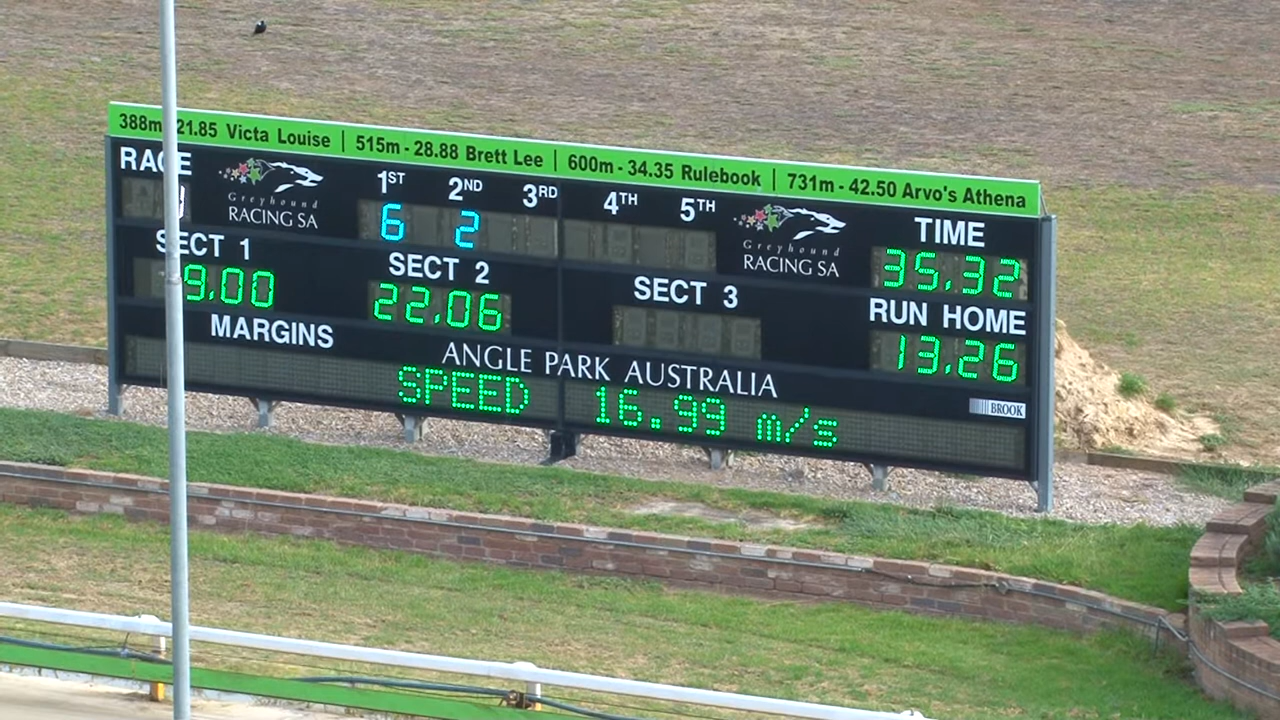 388m 21.85 Victa Louise | 515m - 28.88 Brett Lee | 600m - 34.35 Rulebook | 731m - 42.50 Arvo's Athena
RACE
Greyhound
RACING SA
1ST 2ND 3RD 4TH 5TH
6 2
Greyhound
RACING SA
TIME
35.32
SECT 1
9.00
SECT 2
22.06
SECT 3
RUN HOME
13.26
MARGINS
ANGLE PARK AUSTRALIA
SPEED 16.99 m/s
BROOK